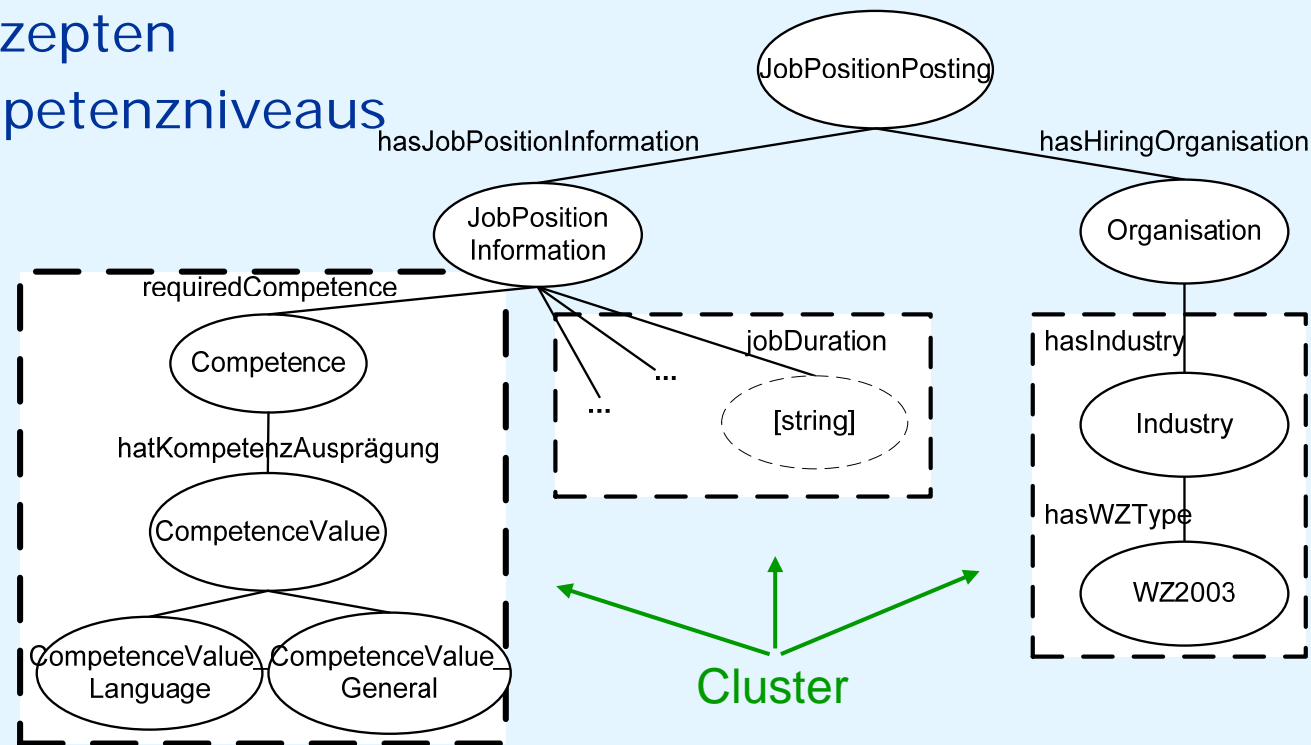 zepten
petenzniveaus
JobPositionPosting
hasJobPositionInformation
hasHiringOrganisation
JobPosition
Information
Organisation
requiredCompetence
Competence
jobDuration
hasIndustry
...
...
[string]
Industry
hatKompetenzAusprägung
CompetenceValue
hasWZType
WZ2003
CompetenceValue_
Language
CompetenceValue_
General
Cluster